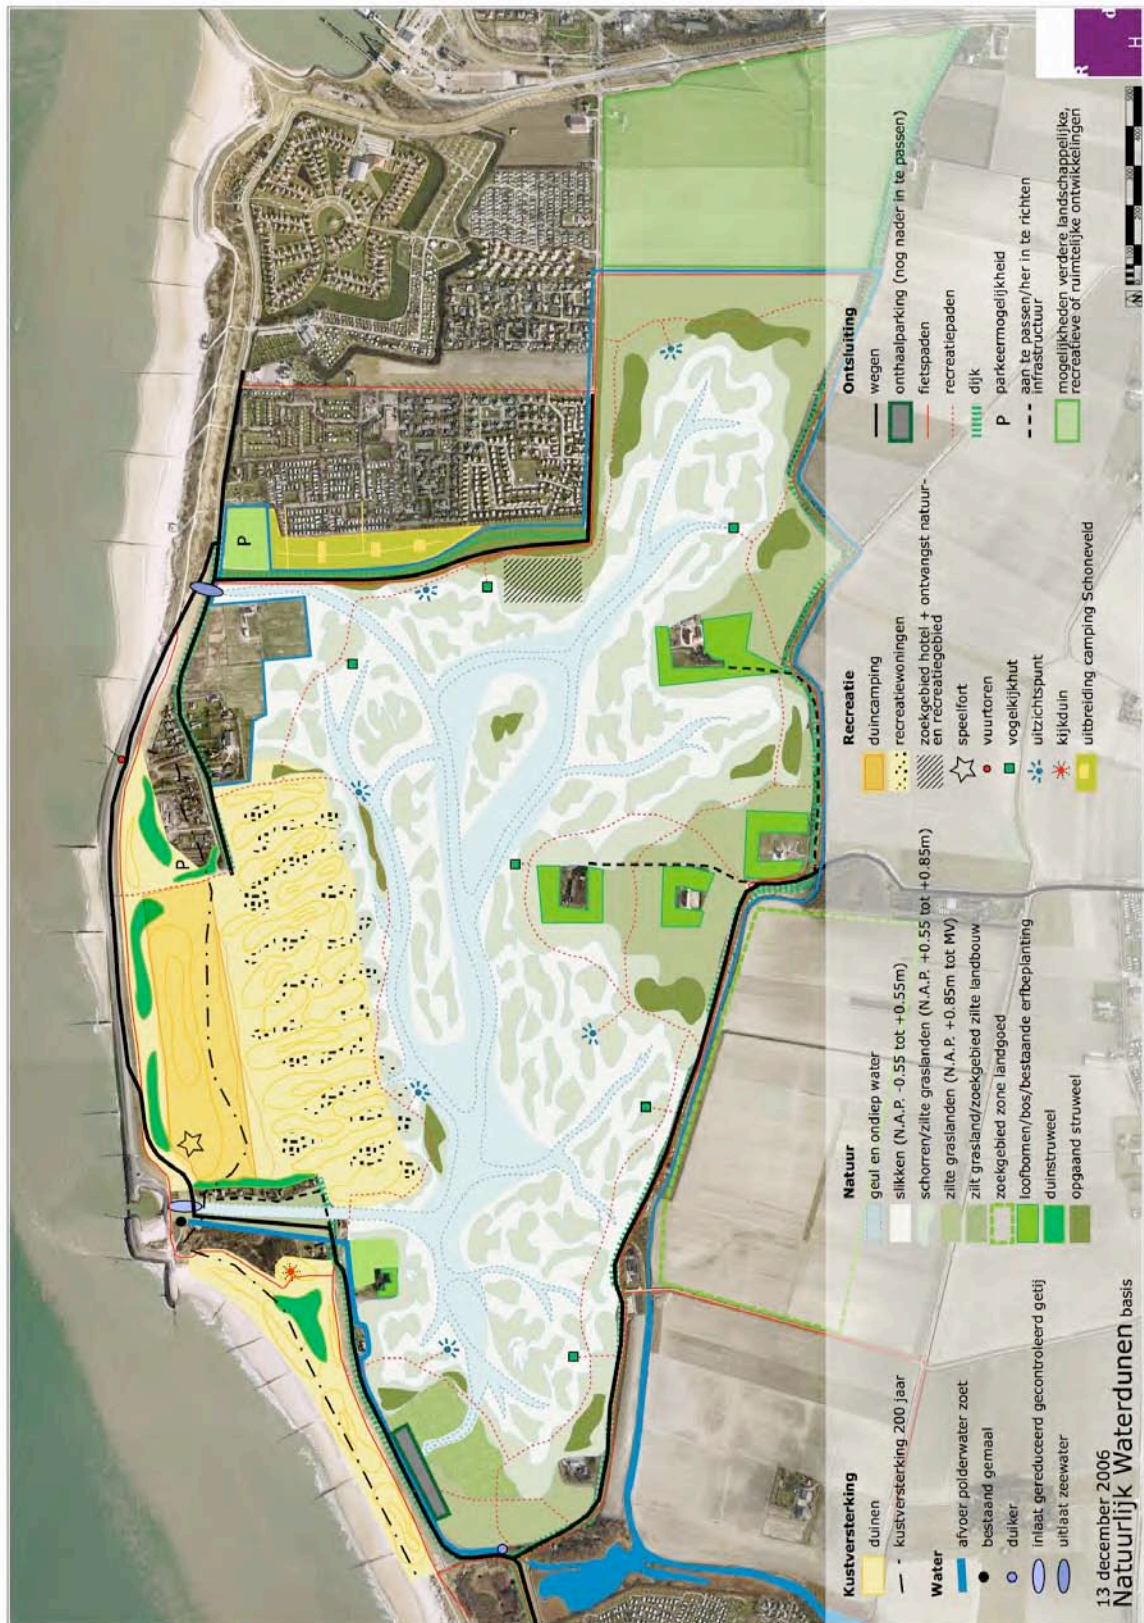 Kustversterking
duinen
kustversterking 200 jaar
Water
afvoer polderwater zoet
bestaand gemaal
duiker
inlaat gereduceerd gecontroleerd getij
uitlaat zeewater
13 december 2006
Natuurlijk Waterdunen basis
Natuur
geul en ondiep water
slikken (N.A.P. -0.55 tot +0.55m)
schorren/zilte graslanden (N.A.P. +0.55 tot +0.85m)
zilte graslanden (N.A.P. +0.85m tot MV)
zilt grasland/zoekgebied zilte landbouw
zoekgebied zone landgoed
loofbomen/bos/bestaande erfbeplanting
duinstruweel
opgaand struweel
Recreatie
duincamping
recreatiewoningen
zoekgebied hotel + ontvangst natuur-
en recreatiegebied
speelfort
vuurtoren
vogelkijkhut
uitzichtspunt
kijkduin
uitbreiding camping Schoneveld
Ontsluiting
wegen
onthaalparking (nog nader in te passen)
fietspaden
recreatiepaden
dijk
P parkeermogelijkheid
aan te passen/her in te richten
infrastructuur
mogelijkheden verdere landschappelijke,
recreatieve of ruimtelijke ontwikkelingen
P
P
R H d
N